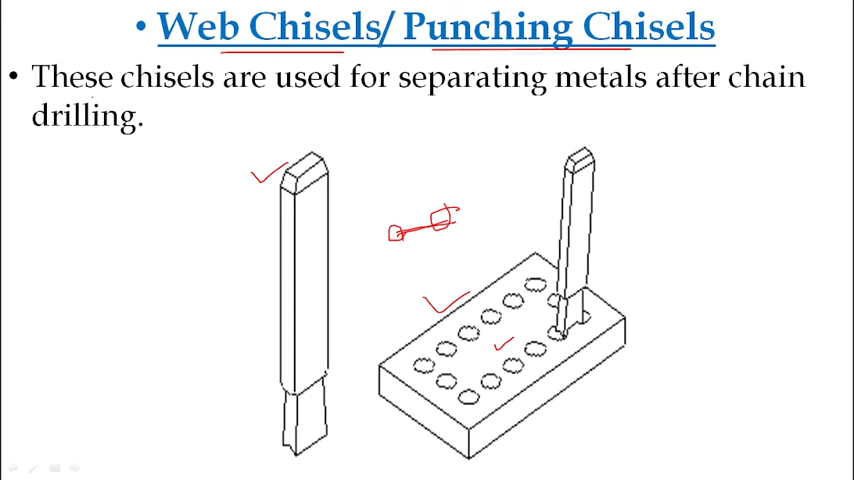 • Web Chisels/ Punching Chisels
• These chisels are used for separating metals after chain
drilling.